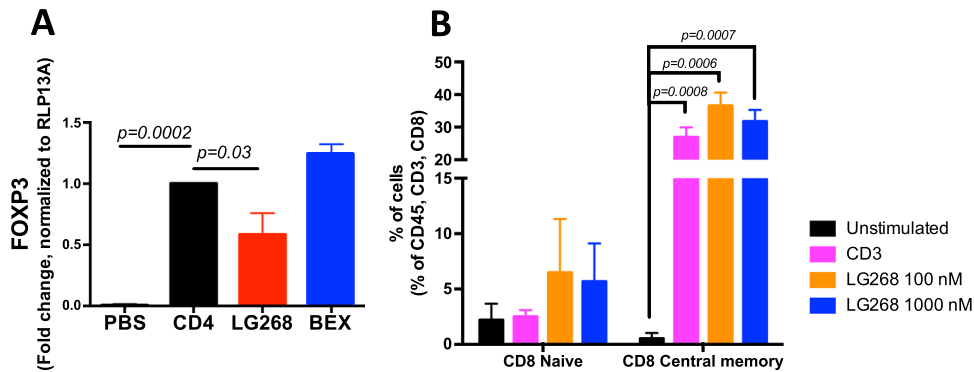 A
FOXP3
(Fold change, normalized to RLP13A)
1.5
1.0
0.5
0.0
p=0.0002
p=0.03
PBS CD4 LG268 BEX
B
% of cells
(% of CD45, CD3, CD8)
50
40
30
20
15
10
5
0
p=0.0007
p=0.0006
p=0.0008
CD8 Naive CD8 Central memory
Unstimulated
CD3
LG268 100 nM
LG268 1000 nM